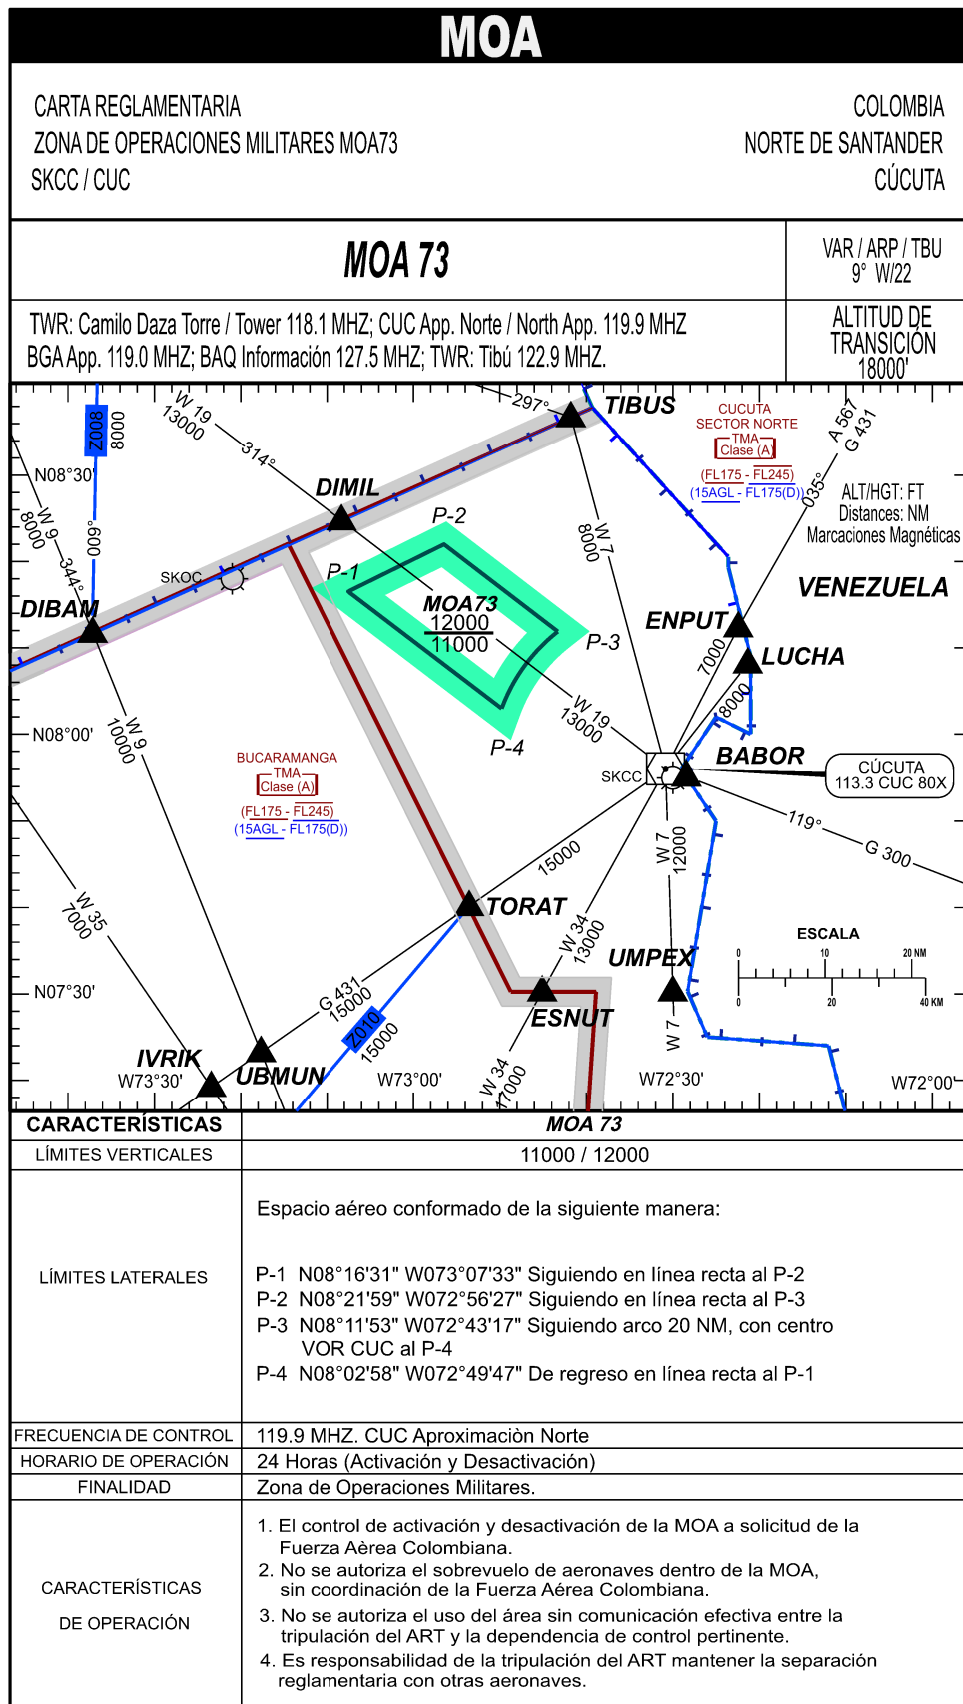 MOA
CARTA REGLAMENTARIA
ZONA DE OPERACIONES MILITARES MOA73
SKCC / CUC
COLOMBIA
NORTE DE SANTANDER
CÚCUTA
MOA 73
VAR / ARP / TBU
9° W/22
TWR: Camilo Daza Torre / Tower 118.1 MHZ; CUC App. Norte / North App. 119.9 MHZ
BGA App. 119.0 MHZ; BAQ Información 127.5 MHZ; TWR: Tibú 122.9 MHZ.
ALTITUD DE
TRANSICIÓN
18000'
Z008
8000
W 19
13000
297°
TIBUS
CUCUTA
SECTOR NORTE
TMA
Clase (A)
(FL175 - FL245)
(15AGL - FL175(D))
A 567
G 431
035°
N08°30'
314°
DIMIL
P-2
ALT/HGT: FT
Distances: NM
Marcaciones Magnéticas
W 9
8000
344°
009°
W 7
8000
SKOC
P-1
VENEZUELA
DIBAM
MOA73
12000
11000
P-3
ENPUT
7000
LUCHA
8000
W 9
10000
W 19
13000
N08°00'
P-4
BABOR
SKCC
CÚCUTA
113.3 CUC 80X
BUCARAMANGA
TMA
Clase (A)
(FL175 - FL245)
(15AGL - FL175(D))
119°
G 300
W 7
12000
15000
W 35
7000
TORAT
W 34
13000
UMPEX
ESCALA
0 10 20 NM
0 20 40 KM
N07°30'
G 431
15000
Z010
15000
ESNUT
W 7
IVRIK
UBMUN
W 34
17000
W73°30'
W73°00'
W72°30'
W72°00'
CARACTERÍSTICAS
MOA 73
LÍMITES VERTICALES
11000 / 12000
LÍMITES LATERALES
Espacio aéreo conformado de la siguiente manera:
P-1 N08°16'31" W073°07'33" Siguiendo en línea recta al P-2
P-2 N08°21'59" W072°56'27" Siguiendo en línea recta al P-3
P-3 N08°11'53" W072°43'17" Siguiendo arco 20 NM, con centro
VOR CUC al P-4
P-4 N08°02'58" W072°49'47" De regreso en línea recta al P-1
FRECUENCIA DE CONTROL
119.9 MHZ. CUC Aproximaciòn Norte
HORARIO DE OPERACIÓN
24 Horas (Activación y Desactivación)
FINALIDAD
Zona de Operaciones Militares.
CARACTERÍSTICAS
DE OPERACIÓN
1. El control de activación y desactivación de la MOA a solicitud de la
Fuerza Aèrea Colombiana.
2. No se autoriza el sobrevuelo de aeronaves dentro de la MOA,
sin coordinación de la Fuerza Aérea Colombiana.
3. No se autoriza el uso del área sin comunicación efectiva entre la
tripulación del ART y la dependencia de control pertinente.
4. Es responsabilidad de la tripulación del ART mantener la separación
reglamentaria con otras aeronaves.